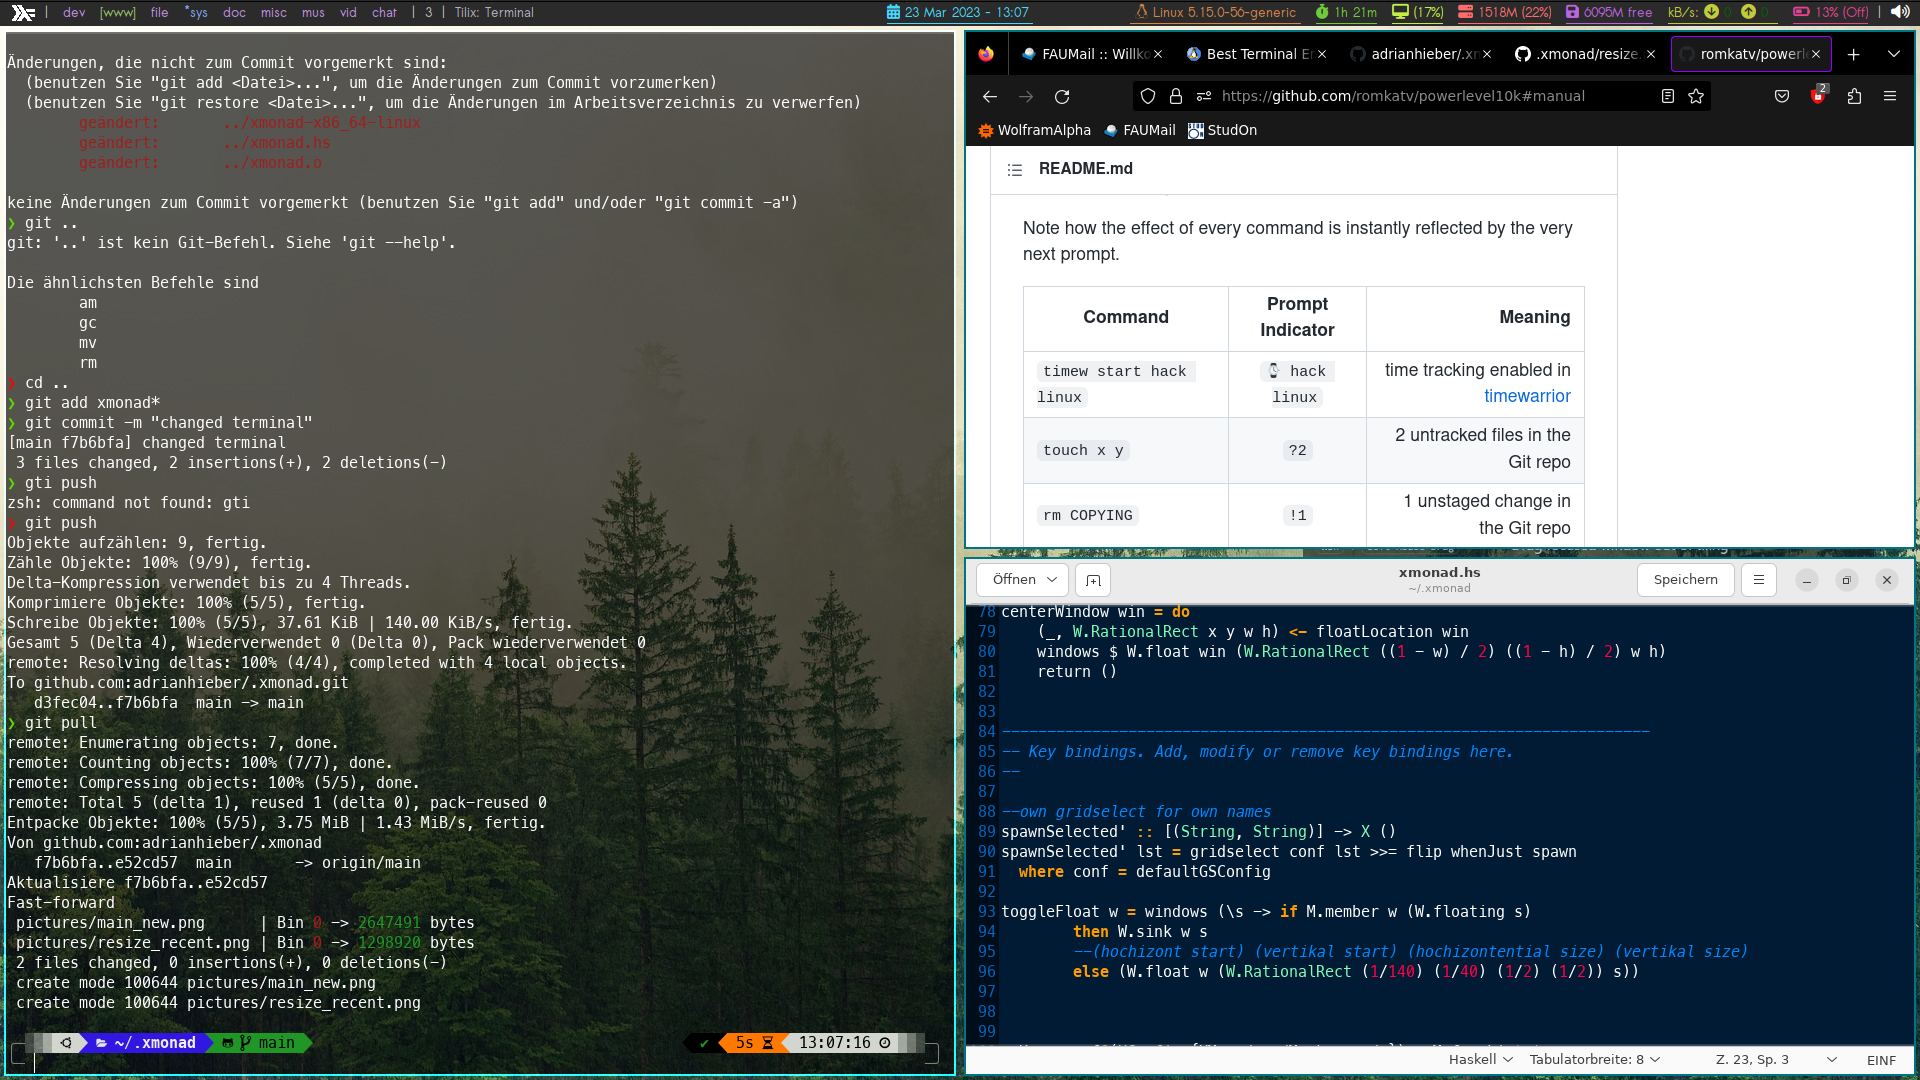 | dev [www] file *sys doc misc mus vid chat | 3 | Tilix: Terminal
23 Mar 2023 - 13:07
Linux 5.15.0-56-generic 1h 21m (17%) 1518M (22%) 6095M free kB/s: 0 0 13% (Off) |
Änderungen, die nicht zum Commit vorgemerkt sind:
  (benutzen Sie "git add <Datei>...", um die Änderungen zum Commit vorzumerken)
  (benutzen Sie "git restore <Datei>...", um die Änderungen im Arbeitsverzeichnis zu verwerfen)
        geändert:       ../xmonad-x86_64-linux
        geändert:       ../xmonad.hs
        geändert:       ../xmonad.o
keine Änderungen zum Commit vorgemerkt (benutzen Sie "git add" und/oder "git commit -a")
❯ git ..
git: '..' ist kein Git-Befehl. Siehe 'git --help'.
Die ähnlichsten Befehle sind
        am
        gc
        mv
        rm
❯ cd ..
❯ git add xmonad*
❯ git commit -m "changed terminal"
[main f7b6bfa] changed terminal
 3 files changed, 2 insertions(+), 2 deletions(-)
❯ gti push
zsh: command not found: gti
❯ git push
Objekte aufzählen: 9, fertig.
Zähle Objekte: 100% (9/9), fertig.
Delta-Kompression verwendet bis zu 4 Threads.
Komprimiere Objekte: 100% (5/5), fertig.
Schreibe Objekte: 100% (5/5), 37.61 KiB | 140.00 KiB/s, fertig.
Gesamt 5 (Delta 4), Wiederverwendet 0 (Delta 0), Pack wiederverwendet 0
remote: Resolving deltas: 100% (4/4), completed with 4 local objects.
To github.com:adrianhieber/.xmonad.git
   d3fec04..f7b6bfa  main -> main
❯ git pull
remote: Enumerating objects: 7, done.
remote: Counting objects: 100% (7/7), done.
remote: Compressing objects: 100% (5/5), done.
remote: Total 5 (delta 1), reused 1 (delta 0), pack-reused 0
Entpacke Objekte: 100% (5/5), 3.75 MiB | 1.43 MiB/s, fertig.
Von github.com:adrianhieber/.xmonad
   f7b6bfa..e52cd57  main       -> origin/main
Aktualisiere f7b6bfa..e52cd57
Fast-forward
 pictures/main_new.png      | Bin 0 -> 2647491 bytes
 pictures/resize_recent.png | Bin 0 -> 1298920 bytes
 2 files changed, 0 insertions(+), 0 deletions(-)
 create mode 100644 pictures/main_new.png
 create mode 100644 pictures/resize_recent.png
~/.xmonad main ✔ 5s 13:07:16
FAUMail :: Willko × Best Terminal Em × adrianhieber/.xm × .xmonad/resize. × romkatv/powerle × +
https://github.com/romkatv/powerlevel10k#manual 2
WolframAlpha FAUMail StudOn
README.md
Note how the effect of every command is instantly reflected by the very
next prompt.
Command Prompt Indicator Meaning
timew start hack linux ⌚ hack linux time tracking enabled in timewarrior
touch x y ?2 2 untracked files in the Git repo
rm COPYING !1 1 unstaged change in the Git repo
Öffnen xmonad.hs Speichern
~/.xmonad
78 centerWindow win = do
79     (_, W.RationalRect x y w h) <- floatLocation win
80     windows $ W.float win (W.RationalRect ((1 - w) / 2) ((1 - h) / 2) w h)
81     return ()
82
83
84 ------------------------------------------------------------------------
85 -- Key bindings. Add, modify or remove key bindings here.
86 --
87
88 --own gridselect for own names
89 spawnSelected' :: [(String, String)] -> X ()
90 spawnSelected' lst = gridselect conf lst >>= flip whenJust spawn
91   where conf = defaultGSConfig
92
93 toggleFloat w = windows (\s -> if M.member w (W.floating s)
94         then W.sink w s
95         --(hochizont start) (vertikal start) (hochizontential size) (vertikal size)
96         else (W.float w (W.RationalRect (1/140) (1/40) (1/2) (1/2)) s))
97
98
99
Haskell Tabulatorbreite: 8 Z. 23, Sp. 3 EINF